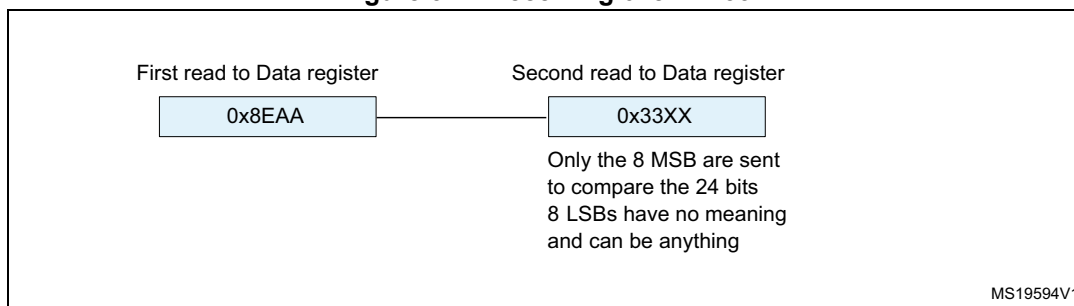 First read to Data register
Second read to Data register
0x8EAA
0x33XX
Only the 8 MSB are sent
to compare the 24 bits
8 LSBs have no meaning
and can be anything
MS19594V1